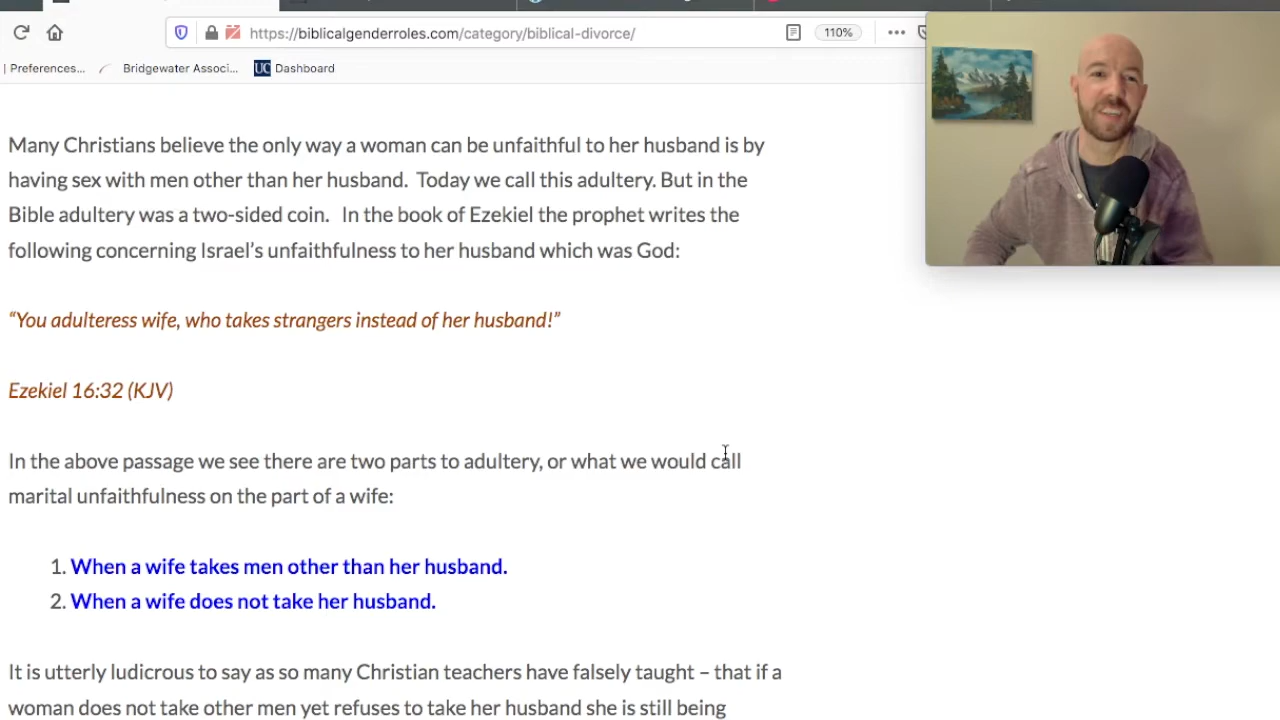 https://biblicalgenderroles.com/category/biblical-divorce/
110%
Preferences...
Bridgewater Associ...
UC Dashboard
Many Christians believe the only way a woman can be unfaithful to her husband is by
having sex with men other than her husband. Today we call this adultery. But in the
Bible adultery was a two-sided coin. In the book of Ezekiel the prophet writes the
following concerning Israel’s unfaithfulness to her husband which was God:
“You adulteress wife, who takes strangers instead of her husband!”
Ezekiel 16:32 (KJV)
In the above passage we see there are two parts to adultery, or what we would call
marital unfaithfulness on the part of a wife:
1. When a wife takes men other than her husband.
2. When a wife does not take her husband.
It is utterly ludicrous to say as so many Christian teachers have falsely taught – that if a
woman does not take other men yet refuses to take her husband she is still being